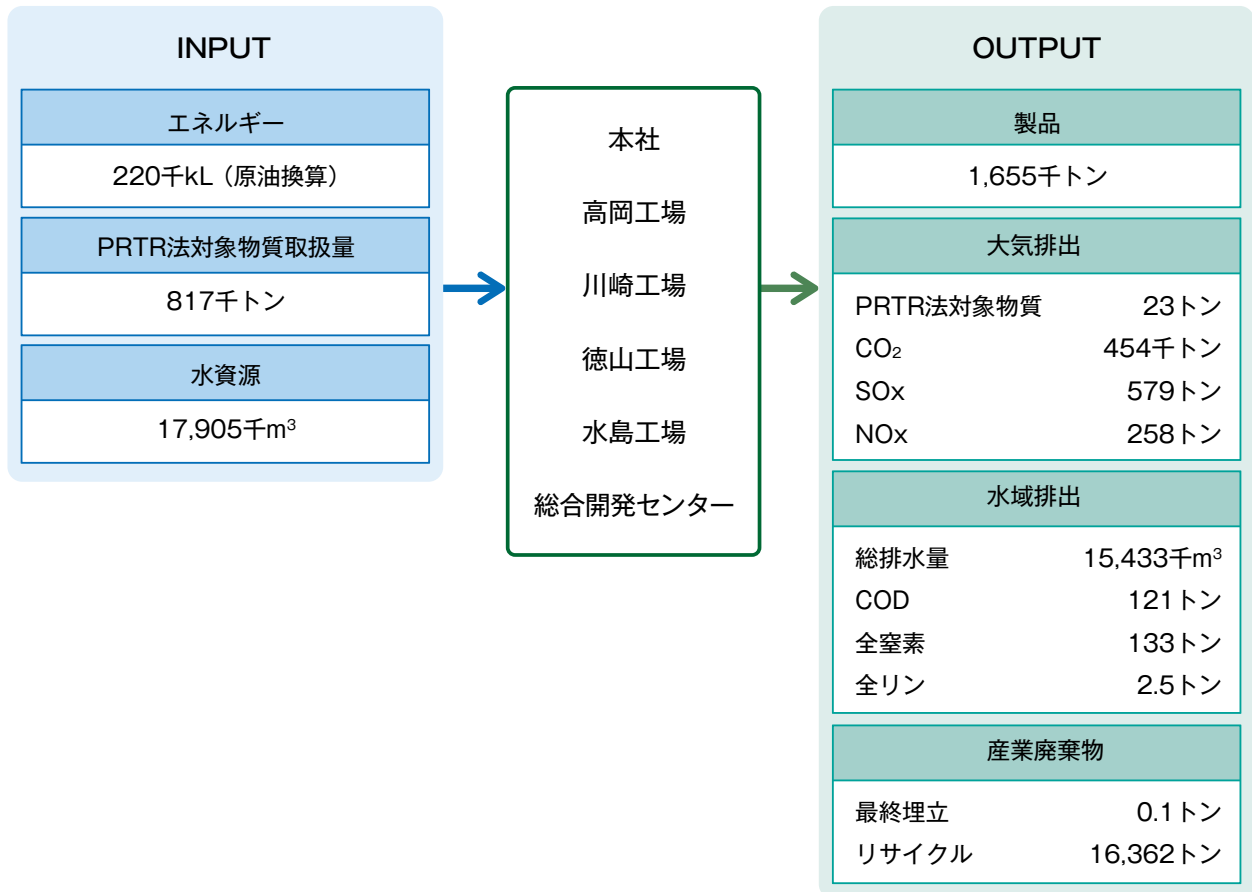 INPUT
エネルギー
220千kL（原油換算）
PRTR法対象物質取扱量
817千トン
水資源
17,905千m³
本社
高岡工場
川崎工場
徳山工場
水島工場
総合開発センター
OUTPUT
製品
1,655千トン
大気排出
PRTR法対象物質 23トン
CO₂ 454千トン
SOx 579トン
NOx 258トン
水域排出
総排水量 15,433千m³
COD 121トン
全窒素 133トン
全リン 2.5トン
産業廃棄物
最終埋立 0.1トン
リサイクル 16,362トン